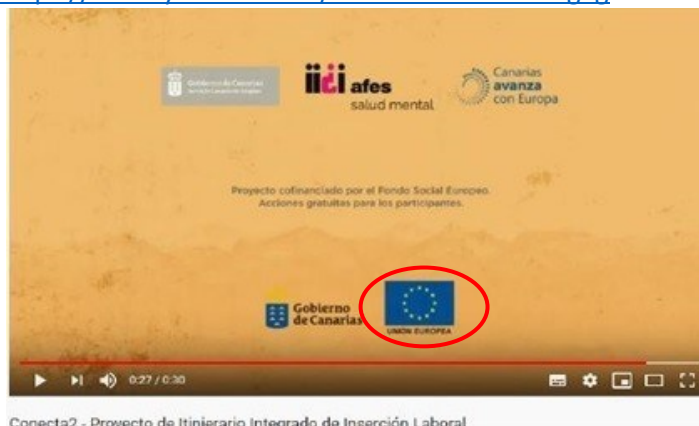 Gobierno de Canarias
afes
salud mental
Canarias
avanza
con Europa
Proyecto cofinanciado por el Fondo Social Europeo.
Acciones gratuitas para los participantes.
Gobierno
de Canarias
UNIÓN EUROPEA
0:27 / 0:30
Conecta2 - Proyecto de Itinierario Integrado de Inserción Laboral